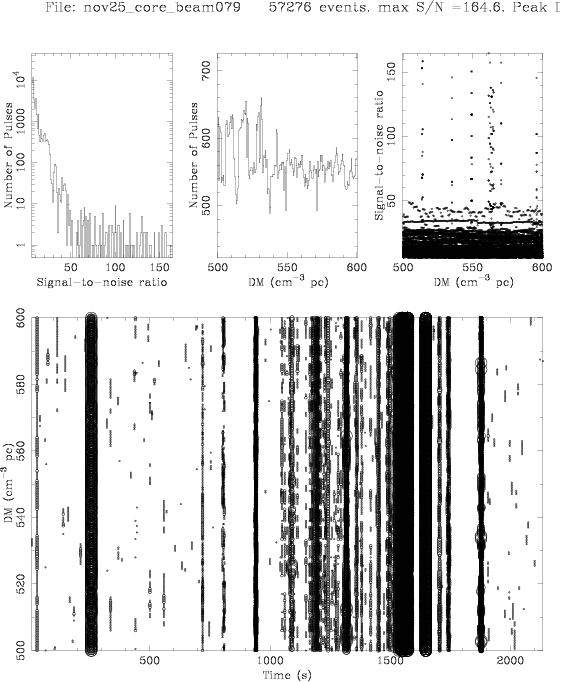 File: nov25_core_beam079 57276 events. max S/N =164.6. Peak
10⁴
1000
100
10
1
Number of Pulses
50 100 150
Signal-to-noise ratio
700
600
500
Number of Pulses
500 550 600
DM (cm⁻³ pc)
150
100
50
Signal-to-noise ratio
500 550 600
DM (cm⁻³ pc)
600
580
560
540
520
500
DM (cm⁻³ pc)
500 1000 1500 2000
Time (s)